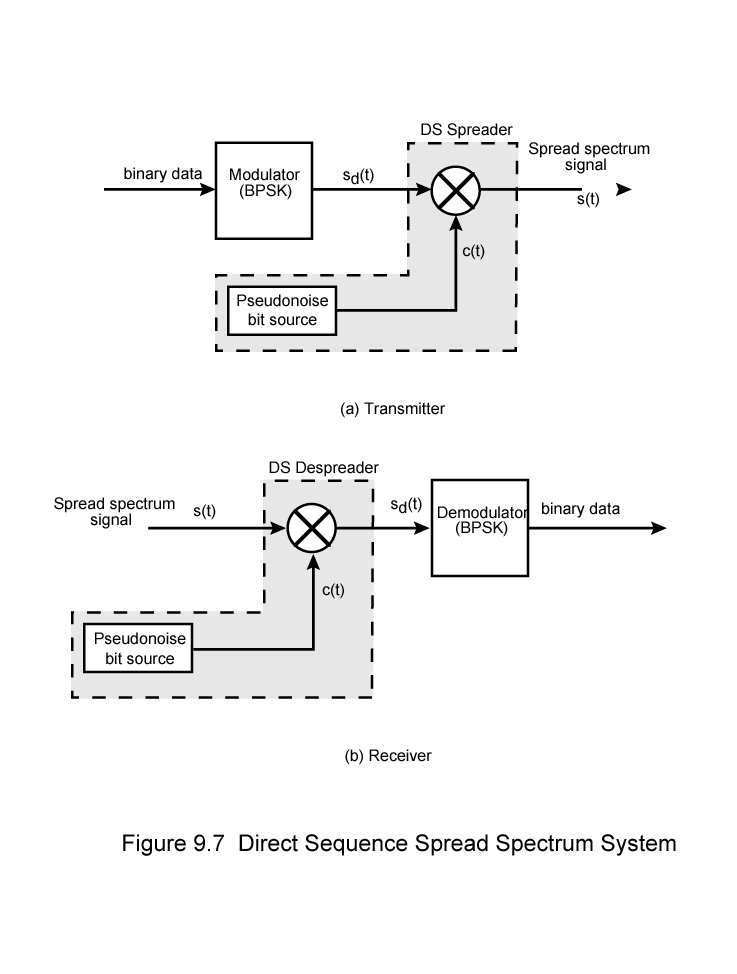 DS Spreader
binary data
Modulator
(BPSK)
sd(t)
Spread spectrum
signal
s(t)
c(t)
Pseudonoise
bit source
(a) Transmitter
DS Despreader
Spread spectrum
signal
s(t)
sd(t)
Demodulator
(BPSK)
binary data
c(t)
Pseudonoise
bit source
(b) Receiver
Figure 9.7 Direct Sequence Spread Spectrum System